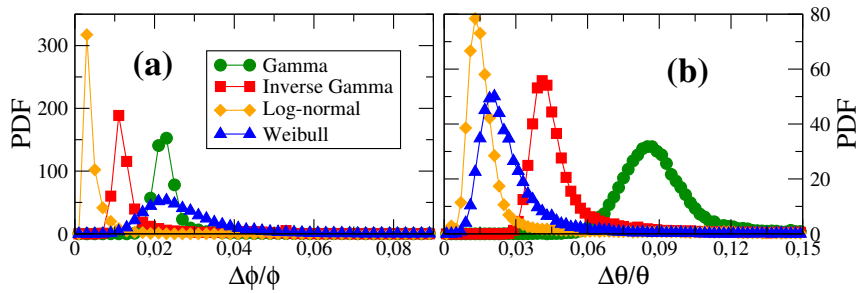 (a)
PDF
300
200
100
0
0
0,02
0,04
0,06
0,08
Δϕ/ϕ
Gamma
Inverse Gamma
Log-normal
Weibull
(b)
80
60
40
20
0
PDF
0
0,03
0,06
0,09
0,12
0,15
Δθ/θ